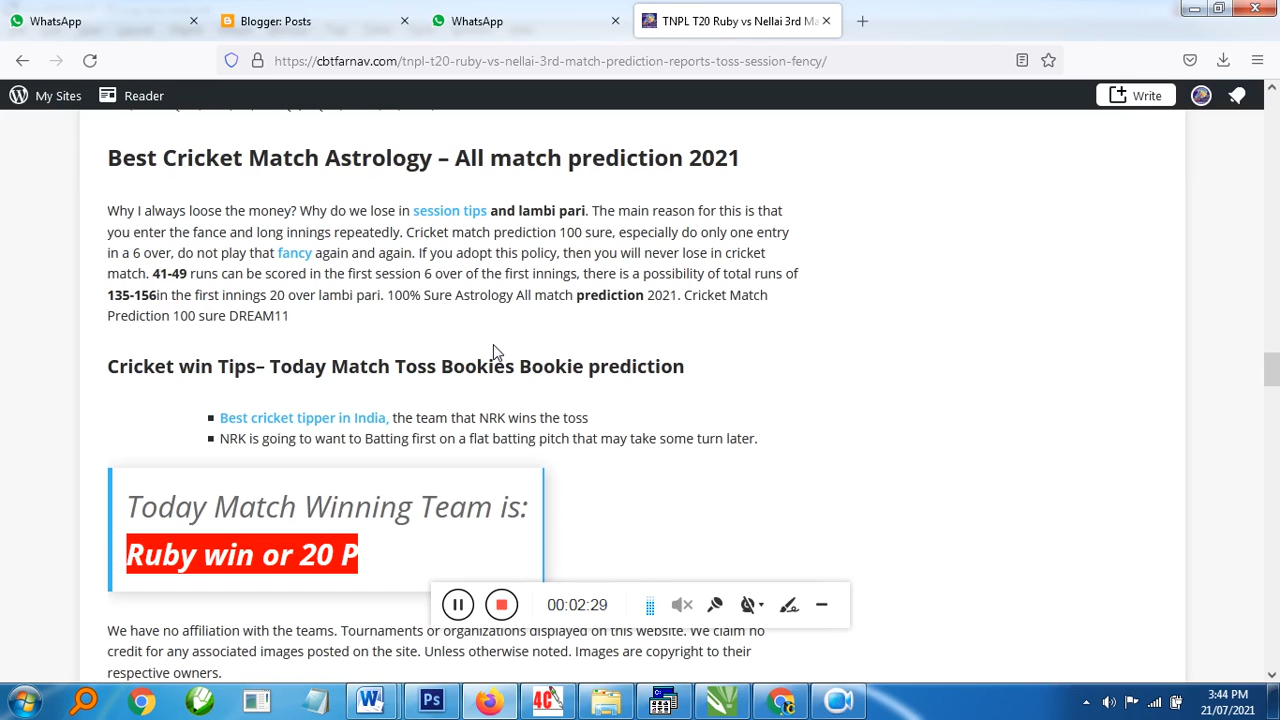 WhatsApp
Blogger: Posts
WhatsApp
TNPL T20 Ruby vs Nellai 3rd Ma
https://cbtfarnav.com/tnpl-t20-ruby-vs-nellai-3rd-match-prediction-reports-toss-session-fency/
My Sites
Reader
Write
Best Cricket Match Astrology – All match prediction 2021
Why I always loose the money? Why do we lose in session tips and lambi pari. The main reason for this is that
you enter the fance and long innings repeatedly. Cricket match prediction 100 sure, especially do only one entry
in a 6 over, do not play that fancy again and again. If you adopt this policy, then you will never lose in cricket
match. 41-49 runs can be scored in the first session 6 over of the first innings, there is a possibility of total runs of
135-156in the first innings 20 over lambi pari. 100% Sure Astrology All match prediction 2021. Cricket Match
Prediction 100 sure DREAM11
Cricket win Tips– Today Match Toss Bookies Bookie prediction
Best cricket tipper in India, the team that NRK wins the toss
NRK is going to want to Batting first on a flat batting pitch that may take some turn later.
Today Match Winning Team is:
Ruby win or 20 P
00:02:29
We have no affiliation with the teams. Tournaments or organizations displayed on this website. We claim no
credit for any associated images posted on the site. Unless otherwise noted. Images are copyright to their
respective owners.
3:44 PM
21/07/2021